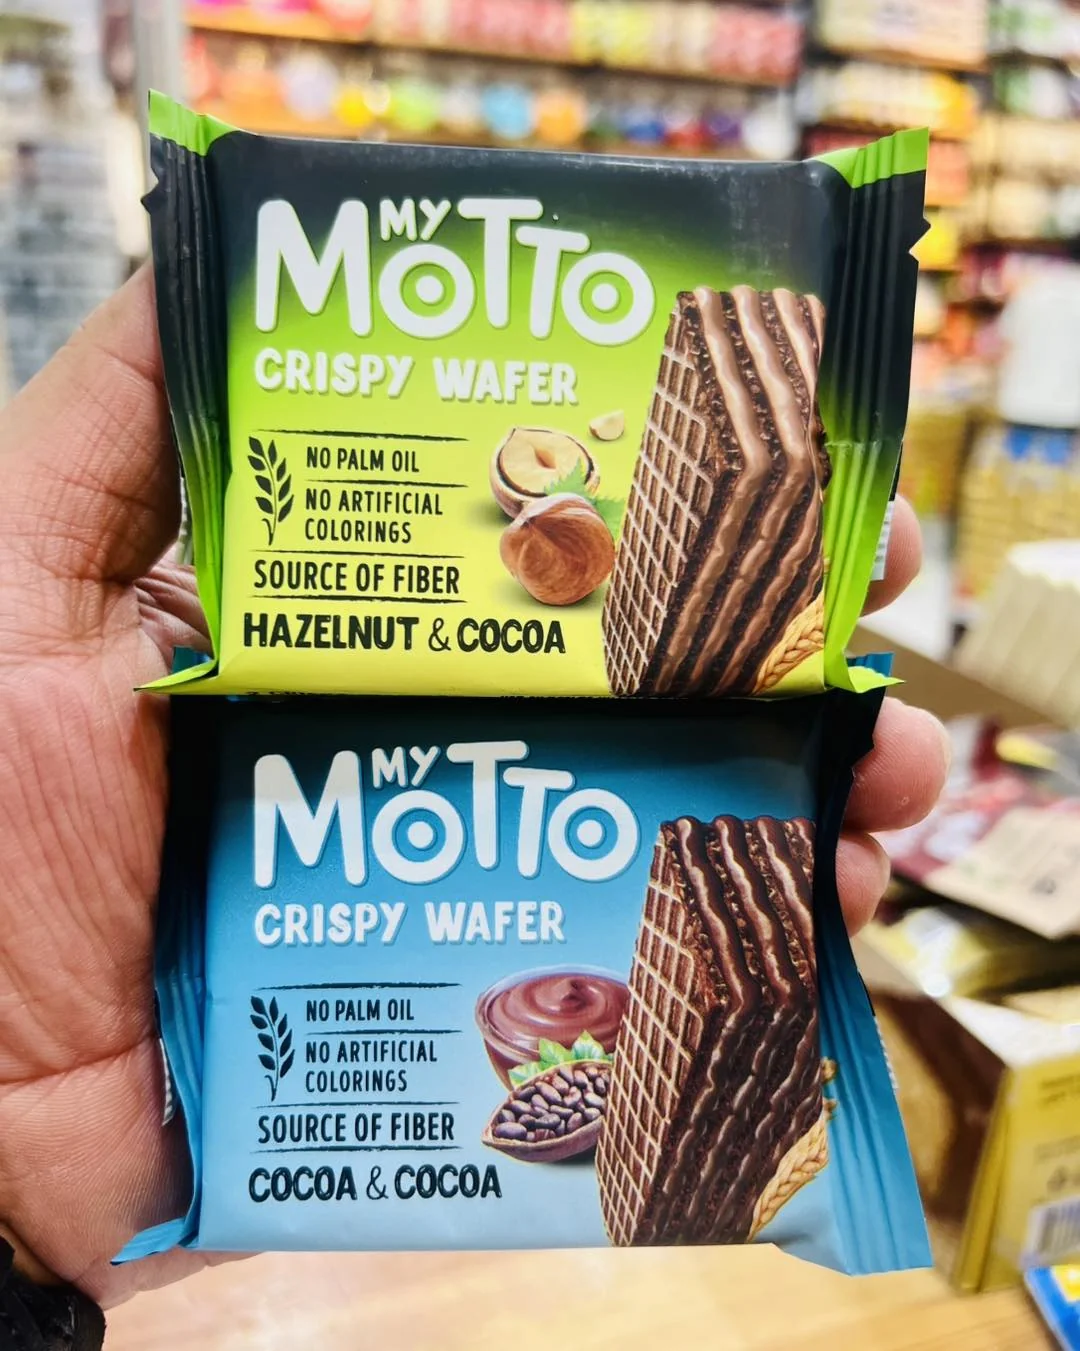 MY
MOTTO
CRISPY WAFER
NO PALM OIL
NO ARTIFICIAL
COLORINGS
SOURCE OF FIBER
HAZELNUT & COCOA
MY
MOTTO
CRISPY WAFER
NO PALM OIL
NO ARTIFICIAL
COLORINGS
SOURCE OF FIBER
COCOA & COCOA